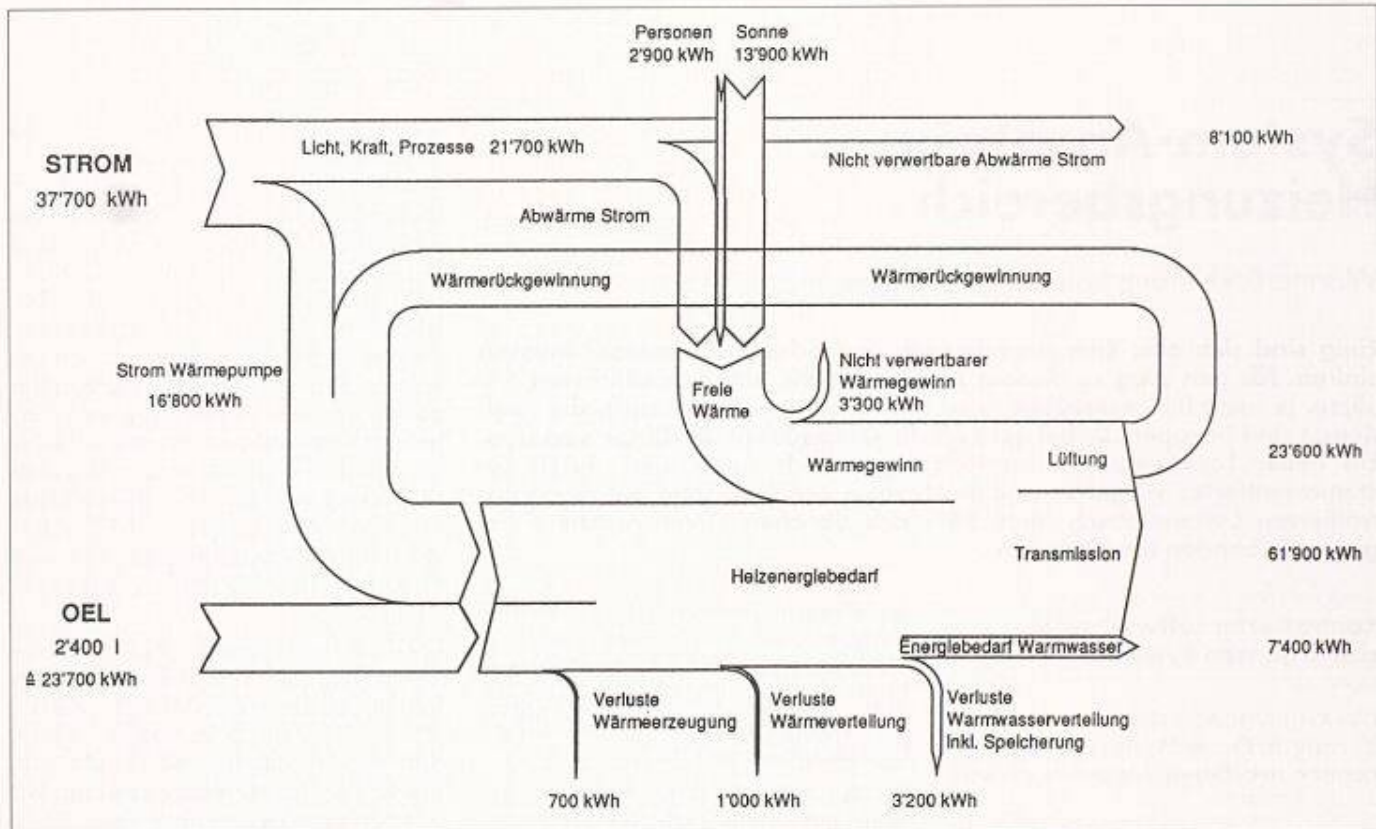 Personen Sonne
2'900 kWh 13'900 kWh
STROM
37'700 kWh
Licht, Kraft, Prozesse 21'700 kWh
8'100 kWh
Nicht verwertbare Abwärme Strom
Abwärme Strom
Wärmerückgewinnung
Wärmerückgewinnung
Strom Wärmepumpe
16'800 kWh
Freie
Wärme
Nicht verwertbarer
Wärmegewinn
3'300 kWh
Wärmegewinn
Lüftung
23'600 kWh
Transmission
61'900 kWh
Heizenergiebedarf
OEL
2'400 l
≙ 23'700 kWh
Energiebedarf Warmwasser
7'400 kWh
Verluste
Wärmeerzeugung
Verluste
Wärmeverteilung
Verluste
Warmwasserverteilung
Inkl. Speicherung
700 kWh
1'000 kWh
3'200 kWh